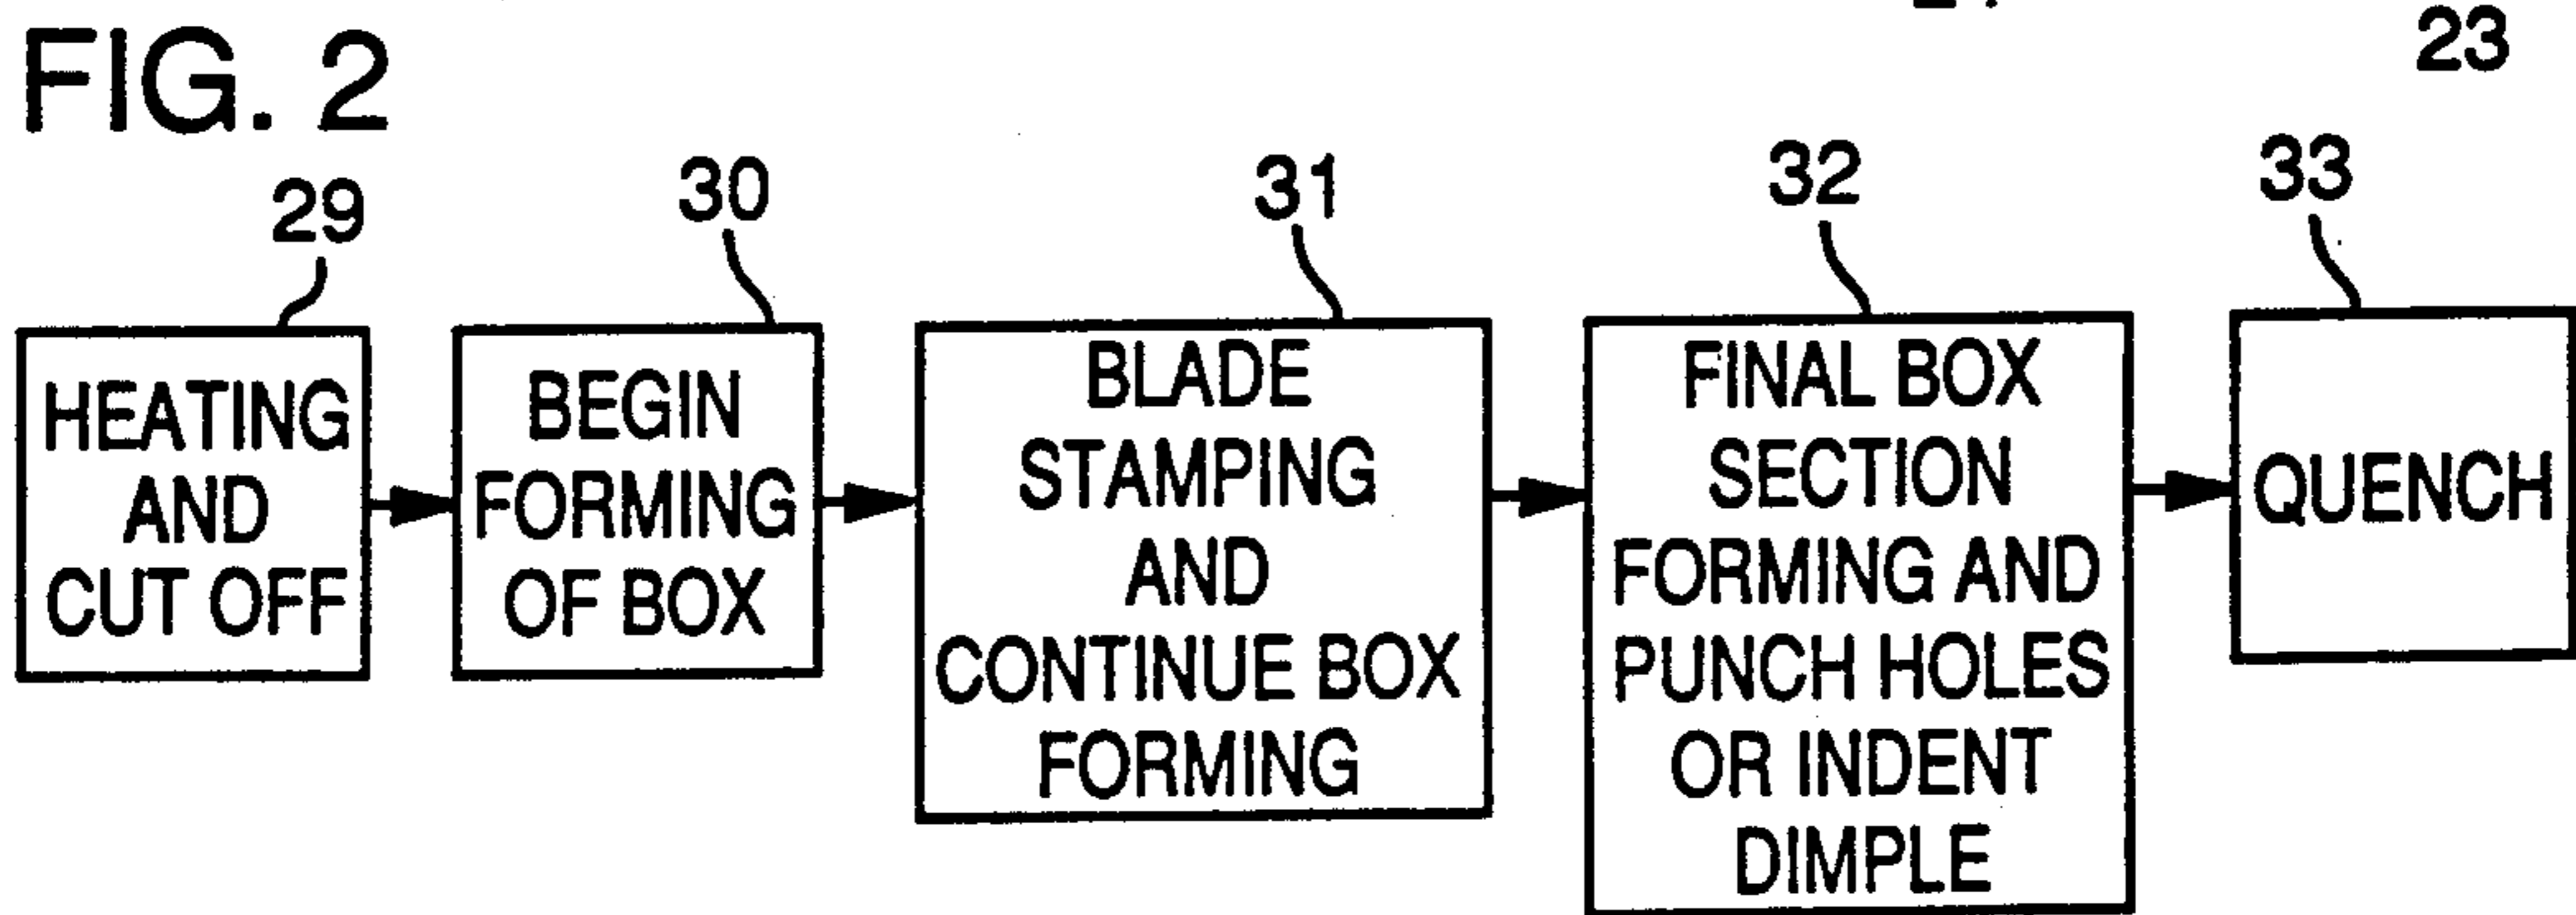 FIG. 2
23
29
30
31
32
33
HEATING
AND
CUT OFF
BEGIN
FORMING
OF BOX
BLADE
STAMPING
AND
CONTINUE BOX
FORMING
FINAL BOX
SECTION
FORMING AND
PUNCH HOLES
OR INDENT
DIMPLE
QUENCH